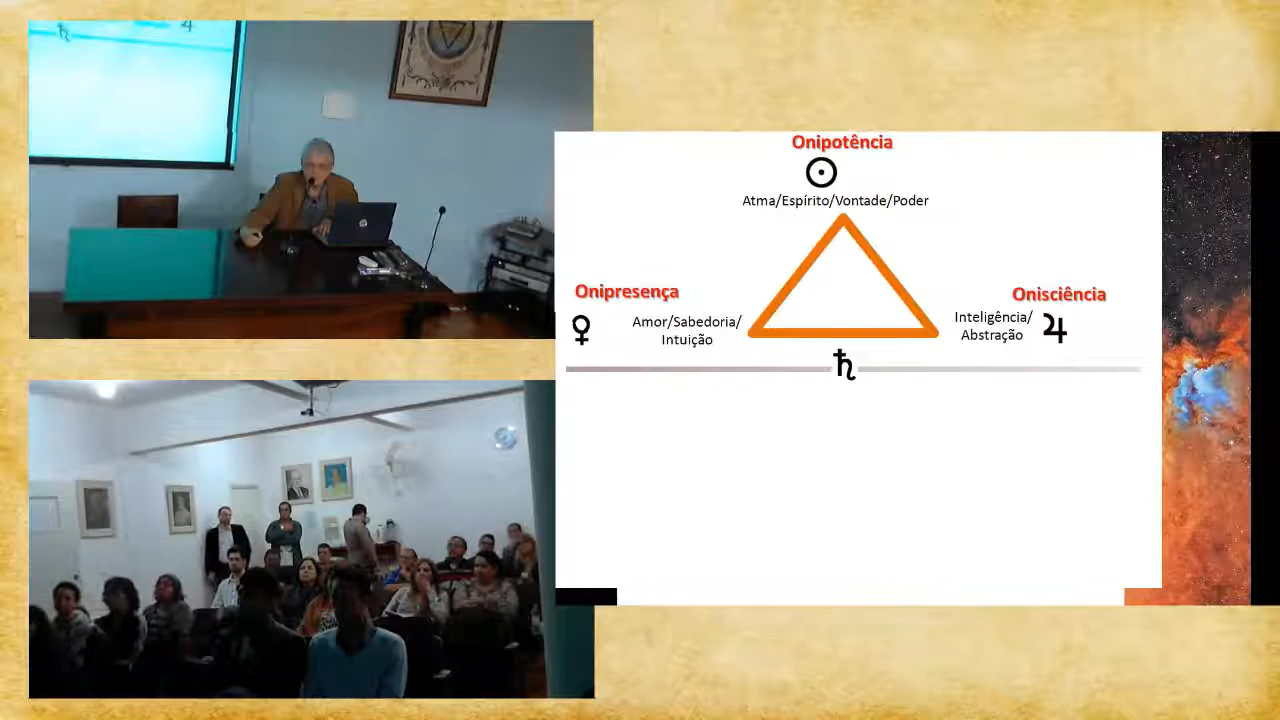 Onipotência
☉
Atma/Espírito/Vontade/Poder
Onipresença
Onisciência
♀
Amor/Sabedoria/
Intuição
Inteligência/
Abstração
♃
♄